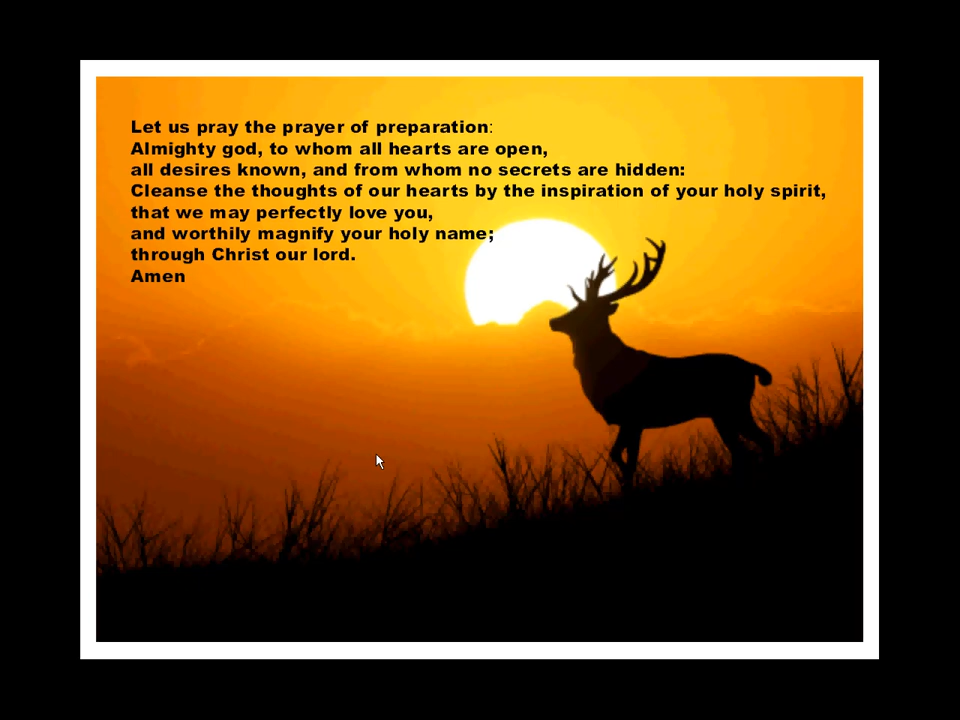 Let us pray the prayer of preparation:
Almighty god, to whom all hearts are open,
all desires known, and from whom no secrets are hidden:
Cleanse the thoughts of our hearts by the inspiration of your holy spirit,
that we may perfectly love you,
and worthily magnify your holy name;
through Christ our lord.
Amen